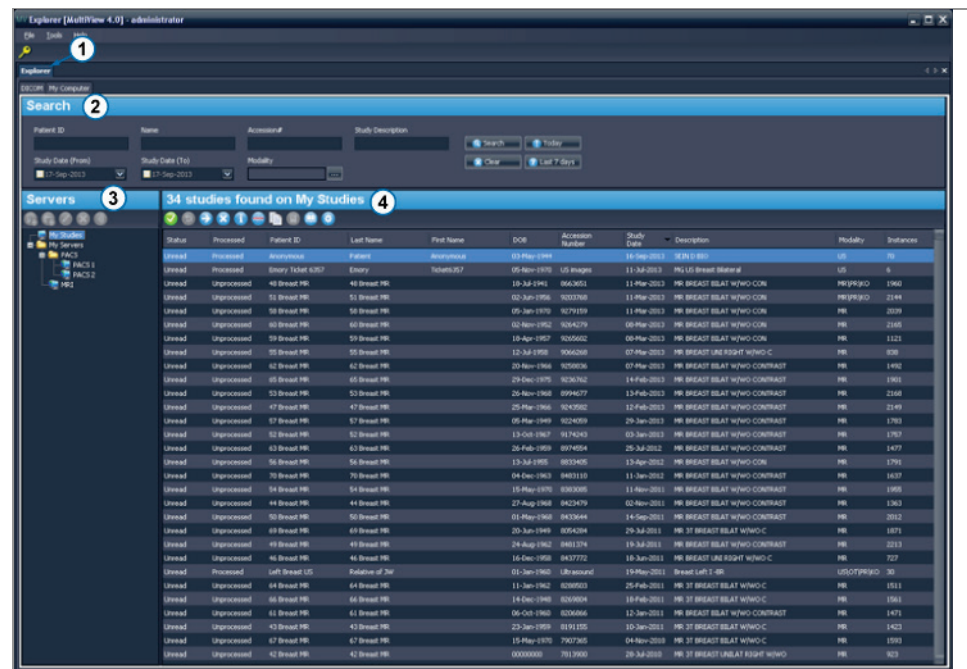 MV Explorer [MultiView 4.0] - administrator
File Tools Help
1
Explorer
DICOM My Computer
Search 2
Patient ID Name Accession# Study Description
Search Today
Study Date (From) Study Date (To) Modality
Clear Last 7 days
17-Sep-2013 17-Sep-2013
Servers 3
34 studies found on My Studies 4
My Studies
My Servers
PACS
PACS 1
PACS 2
MRI
Status Processed Patient ID Last Name First Name DOB Accession Number Study Date Description Modality Instances
Unread Processed Anonymous Patient Anonymous 03-May-1944 16-Sep-2013 US 70
Unread Processed Emory Ticket 6357 Emory Ticket6357 05-Nov-1970 US images 11-Jul-2013 MG US Breast Bilateral US 6
Unread Unprocessed 48 Breast MR 48 Breast MR 18-Jul-1941 8663651 11-Mar-2013 MR BREAST BILAT W/WO CON MR|PR|KO 1960
Unread Unprocessed 51 Breast MR 51 Breast MR 02-Jun-1956 9203768 11-Mar-2013 MR BREAST BILAT W/WO CON MR|PR|KO 2144
Unread Unprocessed 58 Breast MR 58 Breast MR 05-Jan-1970 9279159 11-Mar-2013 MR BREAST BILAT W/WO CON MR 2039
Unread Unprocessed 60 Breast MR 60 Breast MR 02-Nov-1952 9264279 08-Mar-2013 MR BREAST BILAT W/WO CON MR 2165
Unread Unprocessed 59 Breast MR 59 Breast MR 18-Apr-1957 9265602 08-Mar-2013 MR BREAST BILAT W/WO CON MR 1121
Unread Unprocessed 55 Breast MR 55 Breast MR 12-Jul-1958 9066268 07-Mar-2013 MR BREAST UNI RIGHT W/WO C MR 838
Unread Unprocessed 62 Breast MR 62 Breast MR 20-Nov-1966 9258836 07-Mar-2013 MR BREAST BILAT W/WO CONTRAST MR 1492
Unread Unprocessed 65 Breast MR 65 Breast MR 29-Dec-1975 9236762 14-Feb-2013 MR BREAST BILAT W/WO CONTRAST MR 1901
Unread Unprocessed 53 Breast MR 53 Breast MR 26-Nov-1968 8994677 13-Feb-2013 MR BREAST BILAT W/WO CONTRAST MR 2168
Unread Unprocessed 47 Breast MR 47 Breast MR 25-Mar-1966 9243582 12-Feb-2013 MR BREAST BILAT W/WO CONTRAST MR 2149
Unread Unprocessed 57 Breast MR 57 Breast MR 05-Mar-1949 9224059 29-Jan-2013 MR BREAST BILAT W/WO CONTRAST MR 1783
Unread Unprocessed 52 Breast MR 52 Breast MR 13-Oct-1967 9174243 03-Jan-2013 MR BREAST BILAT W/WO CONTRAST MR 1757
Unread Unprocessed 63 Breast MR 63 Breast MR 26-Feb-1959 8974554 25-Jul-2012 MR BREAST BILAT W/WO CONTRAST MR 1477
Unread Unprocessed 56 Breast MR 56 Breast MR 13-Jul-1955 8833405 13-Apr-2012 MR BREAST BILAT W/WO CON MR 1791
Unread Unprocessed 70 Breast MR 70 Breast MR 04-Dec-1963 8483110 11-Jan-2012 MR BREAST BILAT W/WO CONTRAST MR 1637
Unread Unprocessed 54 Breast MR 54 Breast MR 15-May-1970 8383085 11-Nov-2011 MR BREAST BILAT W/WO CONTRAST MR 1955
Unread Unprocessed 44 Breast MR 44 Breast MR 27-Aug-1968 8423479 02-Nov-2011 MR BREAST BILAT W/WO CONTRAST MR 1363
Unread Unprocessed 50 Breast MR 50 Breast MR 01-May-1968 8433644 14-Sep-2011 MR BREAST BILAT W/WO CONTRAST MR 2012
Unread Unprocessed 69 Breast MR 69 Breast MR 20-Jun-1949 8054284 29-Jul-2011 MR 3T BREAST BILAT W/WO C MR 1871
Unread Unprocessed 49 Breast MR 49 Breast MR 24-Aug-1962 8481374 19-Jul-2011 MR BREAST BILAT W/WO CONTRAST MR 2213
Unread Unprocessed 46 Breast MR 46 Breast MR 16-Dec-1958 8437772 18-Jun-2011 MR BREAST UNI RIGHT W/WO C MR 727
Unread Processed Left Breast US Relative of JW 01-Jan-1960 Ultrasound 19-May-2011 Breast Left I -BR US|OT|PR|KO 30
Unread Unprocessed 64 Breast MR 64 Breast MR 11-Jan-1962 8288503 25-Feb-2011 MR 3T BREAST BILAT W/WO C MR 1511
Unread Unprocessed 66 Breast MR 66 Breast MR 14-Dec-1948 8269804 18-Feb-2011 MR 3T BREAST BILAT W/WO C MR 1561
Unread Unprocessed 61 Breast MR 61 Breast MR 06-Oct-1960 8206866 12-Jan-2011 MR BREAST BILAT W/WO CONTRAST MR 1471
Unread Unprocessed 43 Breast MR 43 Breast MR 23-Jan-1959 8191155 10-Jan-2011 MR 3T BREAST BILAT W/WO C MR 1423
Unread Unprocessed 67 Breast MR 67 Breast MR 15-May-1970 7907365 04-Nov-2010 MR 3T BREAST BILAT W/WO C MR 1593
Unread Unprocessed 42 Breast MR 42 Breast MR 00000000 7813900 28-Jul-2010 MR 3T BREAST UNILAT RIGHT W/WO MR 923